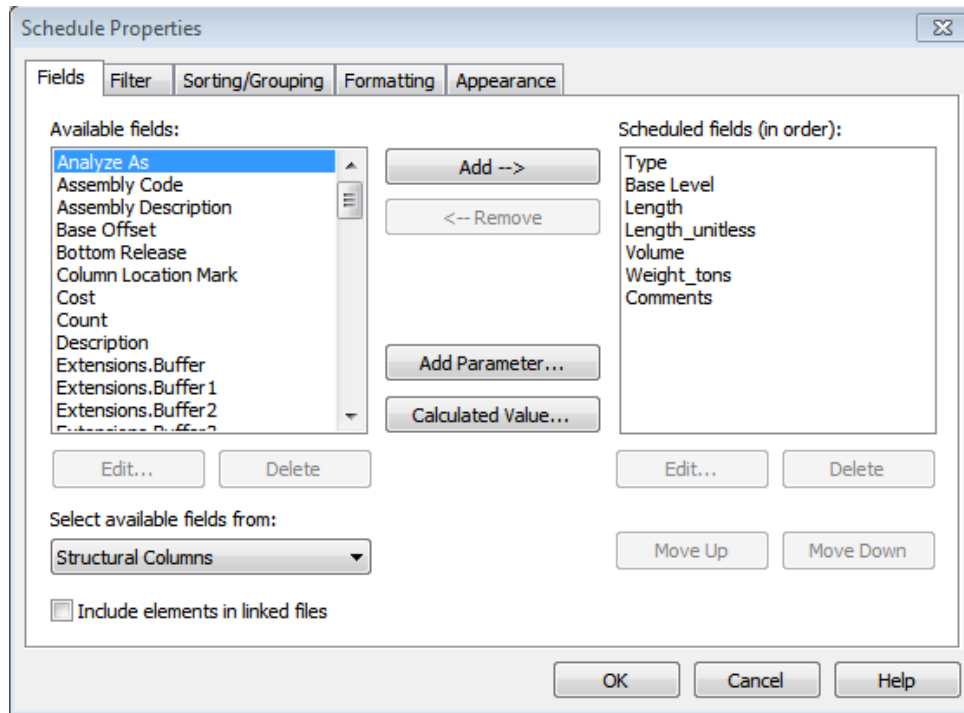 Schedule Properties
Fields
Filter
Sorting/Grouping
Formatting
Appearance
Available fields:
Analyze As
Assembly Code
Assembly Description
Base Offset
Bottom Release
Column Location Mark
Cost
Count
Description
Extensions.Buffer
Extensions.Buffer1
Extensions.Buffer2
Add -->
<-- Remove
Add Parameter...
Calculated Value...
Scheduled fields (in order):
Type
Base Level
Length
Length_unitless
Volume
Weight_tons
Comments
Edit...
Delete
Edit...
Delete
Select available fields from:
Structural Columns
Move Up
Move Down
Include elements in linked files
OK
Cancel
Help